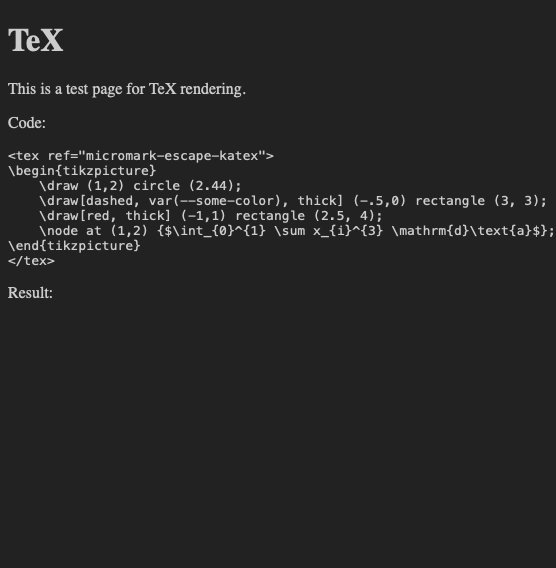 TeX
This is a test page for TeX rendering.
Code:
<tex ref="micromark-escape-katex">
\begin{tikzpicture}
    \draw (1,2) circle (2.44);
    \draw[dashed, var(--some-color), thick] (-.5,0) rectangle (3, 3);
    \draw[red, thick] (-1,1) rectangle (2.5, 4);
    \node at (1,2) {$\int_{0}^{1} \sum x_{i}^{3} \mathrm{d}\text{a}$};
\end{tikzpicture}
</tex>
Result: